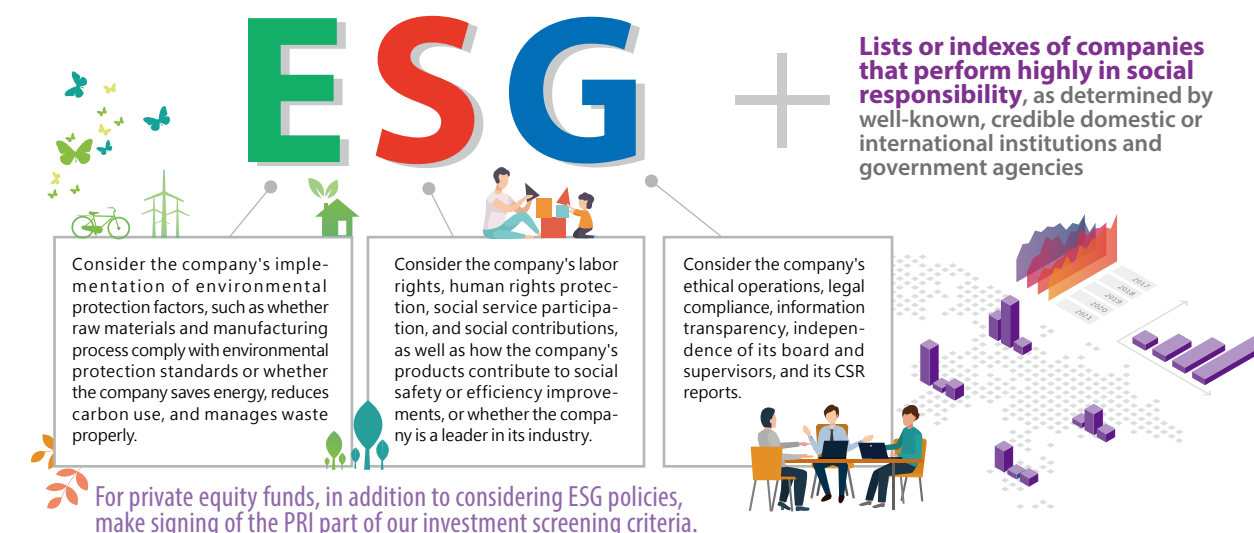 ESG
+
Lists or indexes of companies
that perform highly in social
responsibility, as determined by
well-known, credible domestic or
international institutions and
government agencies
Consider the company's imple-
mentation of environmental
protection factors, such as whether
raw materials and manufacturing
process comply with environmental
protection standards or whether
the company saves energy, reduces
carbon use, and manages waste
properly.
Consider the company's labor
rights, human rights protec-
tion, social service participa-
tion, and social contributions,
as well as how the company's
products contribute to social
safety or efficiency improve-
ments, or whether the compa-
ny is a leader in its industry.
Consider the company's
ethical operations, legal
compliance, information
transparency, indepen-
dence of its board and
supervisors, and its CSR
reports.
2017
2018
2019
2020
2021
For private equity funds, in addition to considering ESG policies,
make signing of the PRI part of our investment screening criteria.